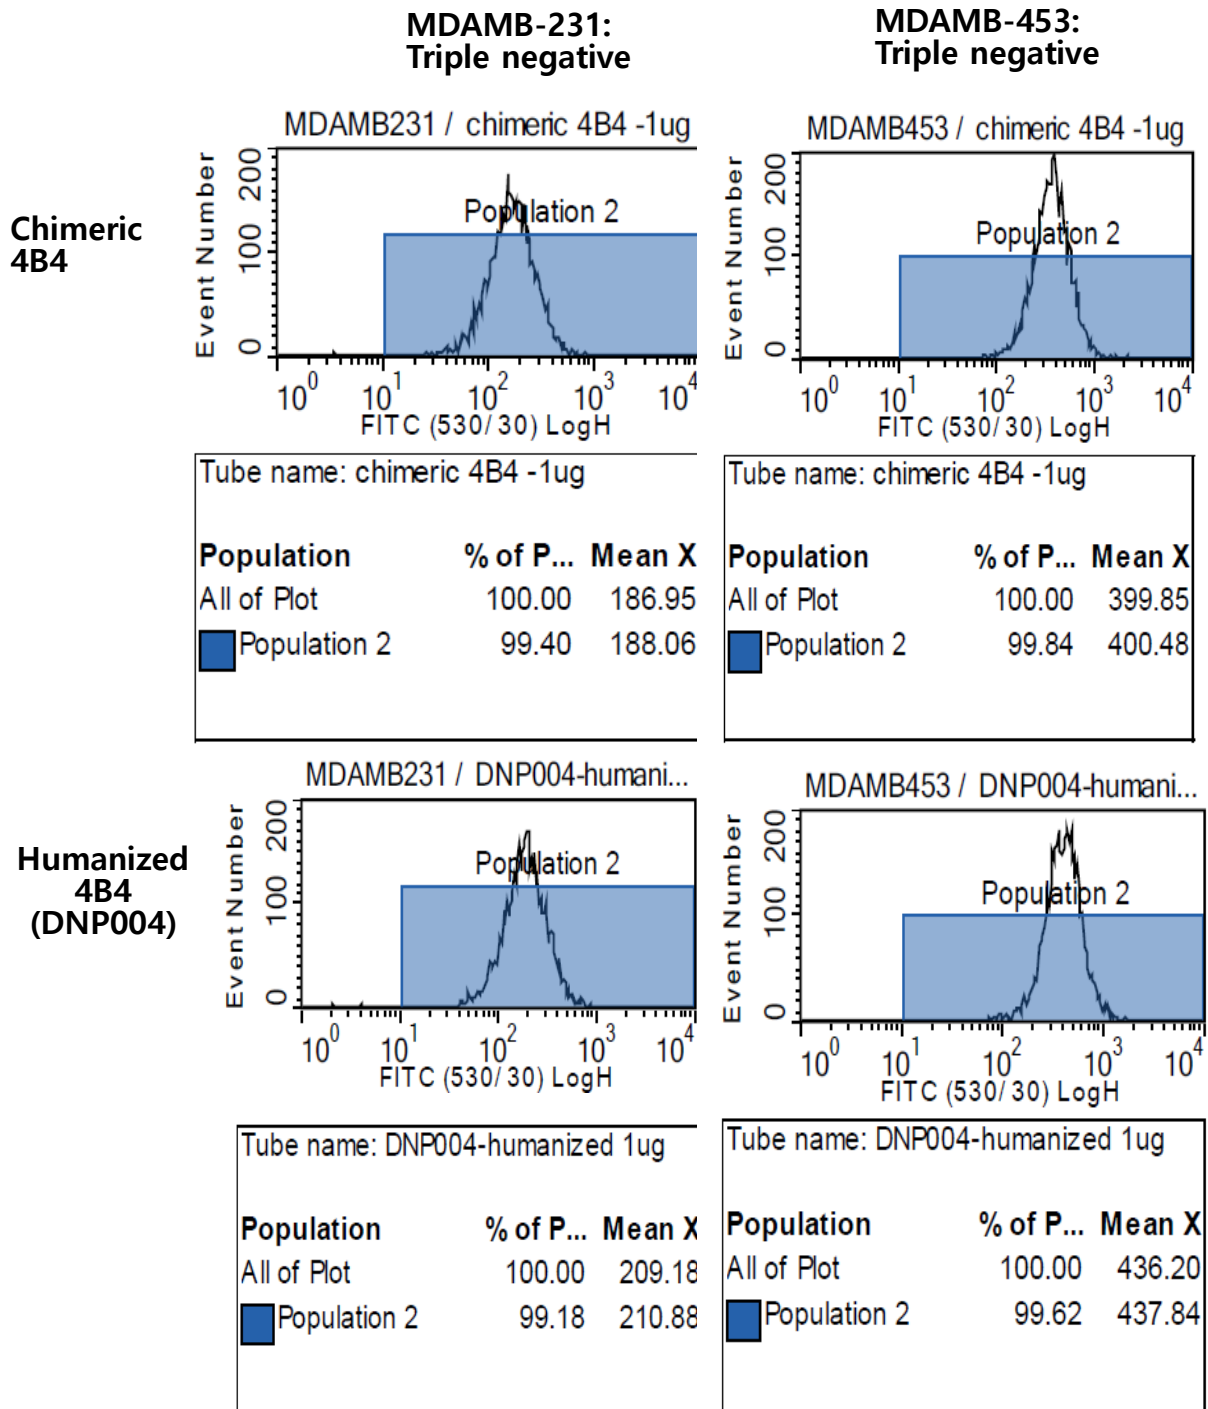 MDAMB-231:
Triple negative
MDAMB-453:
Triple negative
Chimeric
4B4
MDAMB231 / chimeric 4B4 -1ug
Event Number
200
100
0
Population 2
10^0 10^1 10^2 10^3 10^4
FITC (530/30) LogH
MDAMB453 / chimeric 4B4 -1ug
Event Number
200
100
0
Population 2
10^0 10^1 10^2 10^3 10^4
FITC (530/30) LogH
Tube name: chimeric 4B4 -1ug
Population % of P... Mean X
All of Plot 100.00 186.95
Population 2 99.40 188.06
Tube name: chimeric 4B4 -1ug
Population % of P... Mean X
All of Plot 100.00 399.85
Population 2 99.84 400.48
Humanized
4B4
(DNP004)
MDAMB231 / DNP004-humani...
Event Number
200
100
0
Population 2
10^0 10^1 10^2 10^3 10^4
FITC (530/30) LogH
MDAMB453 / DNP004-humani...
Event Number
200
100
0
Population 2
10^0 10^1 10^2 10^3 10^4
FITC (530/30) LogH
Tube name: DNP004-humanized 1ug
Population % of P... Mean X
All of Plot 100.00 209.18
Population 2 99.18 210.88
Tube name: DNP004-humanized 1ug
Population % of P... Mean X
All of Plot 100.00 436.20
Population 2 99.62 437.84